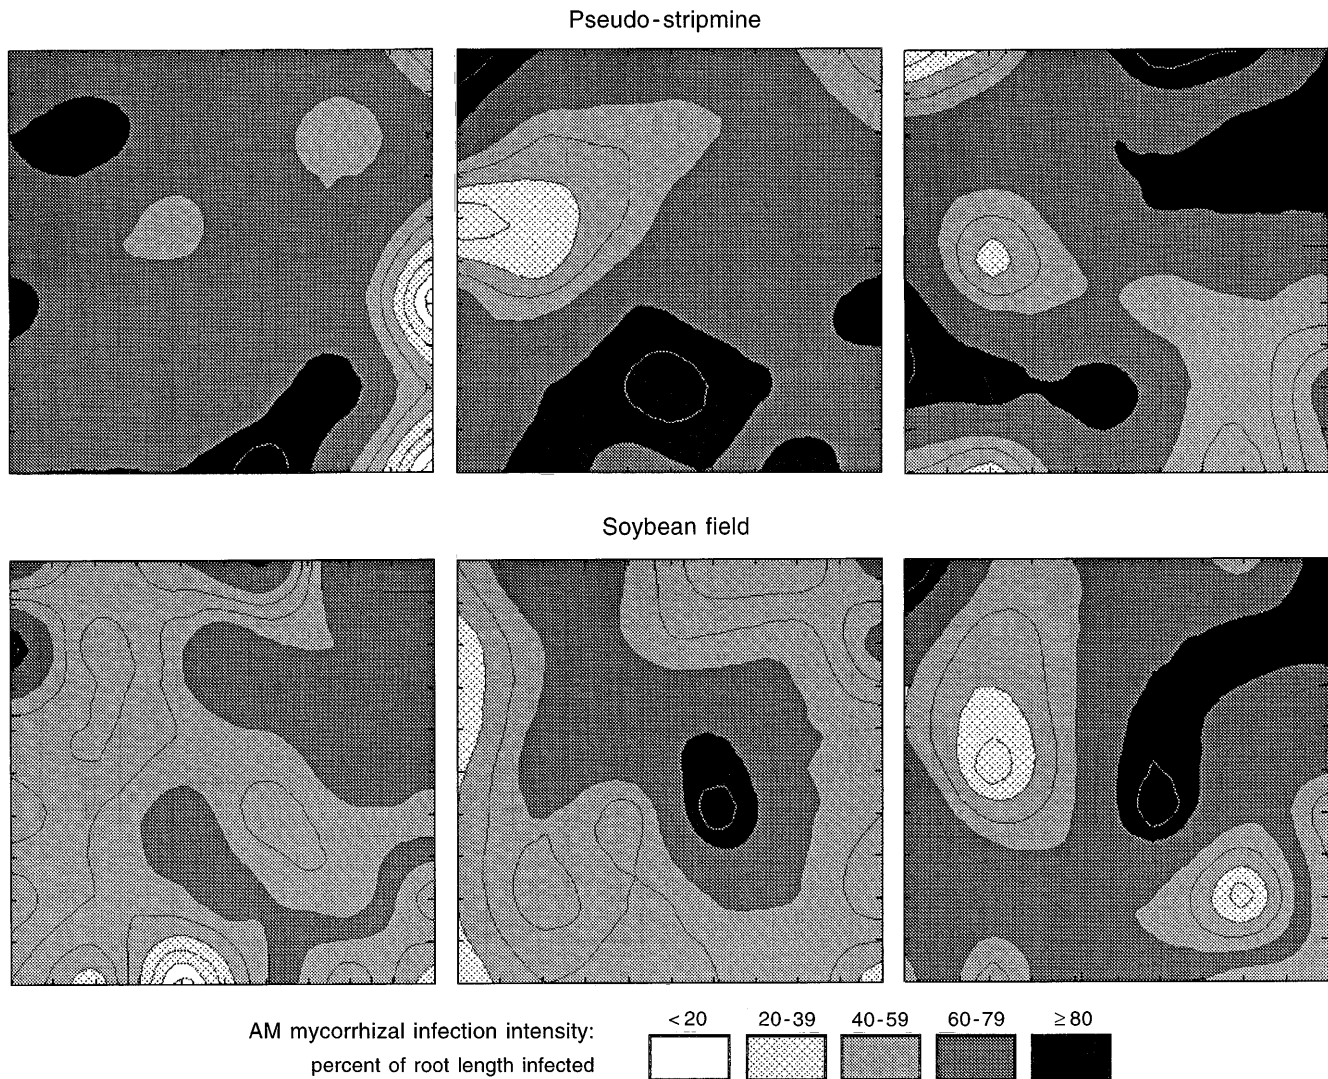 Pseudo-stripmine
Soybean field
AM mycorrhizal infection intensity:
percent of root length infected
<20 20-39 40-59 60-79 ≥80